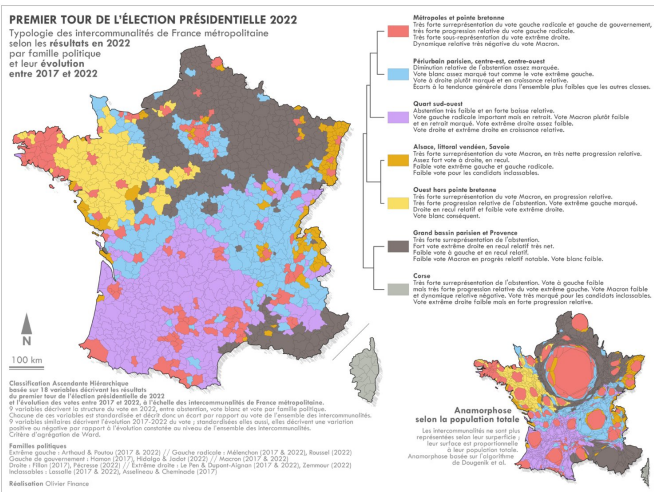 PREMIER TOUR DE L'ÉLECTION PRÉSIDENTIELLE 2022
Typologie des intercommunalités de France métropolitaine
selon les résultats en 2022
par famille politique
et leur évolution
entre 2017 et 2022
Métropoles et pointe bretonne
Très forte surreprésentation du vote gauche radicale et gauche de gouvernement,
très forte progression relative du vote gauche radicale.
Très forte sous-représentation du vote extrême droite.
Dynamique relative très négative du vote Macron.
Périurbain parisien, centre-est, centre-ouest
Diminution relative de l'abstention assez marquée.
Vote blanc assez marqué tout comme le vote extrême gauche.
Vote à droite plutôt marqué et en croissance relative.
Écarts à la tendance générale dans l'ensemble plus faibles que les autres classes.
Quart sud-ouest
Abstention très faible et en forte baisse relative.
Vote gauche radicale important mais en retrait. Vote Macron plutôt faible
et en retrait marqué. Vote extrême droite assez faible.
Vote droite et extrême droite en croissance relative.
Alsace, littoral vendéen, Savoie
Très forte surreprésentation du vote Macron, en très nette progression relative.
Assez fort vote à droite, en recul.
Faible vote extrême gauche et gauche radicale.
Faible vote pour les candidats inclassables.
Ouest hors pointe bretonne
Très forte surreprésentation du vote Macron, en progression relative.
Très forte progression relative de l'abstention. Vote extrême gauche marqué.
Droite en recul relatif et faible vote extrême droite.
Vote blanc conséquent.
Grand bassin parisien et Provence
Très forte surreprésentation de l'abstention.
Fort vote extrême droite en recul relatif très net.
Faible vote à gauche et en recul relatif.
Faible vote Macron en progrès relatif notable. Vote blanc faible.
Corse
Très forte surreprésentation de l'abstention. Vote à gauche faible
mais très forte progression relative du vote extrême gauche. Vote Macron faible
et dynamique relative négative. Vote très marqué pour les candidats inclassables.
Vote extrême droite faible mais en forte progression relative.
N
100 km
Classification Ascendante Hiérarchique
basée sur 18 variables décrivant les résultats
du premier tour de l'élection présidentielle de 2022
et l'évolution des votes entre 2017 et 2022, à l'échelle des intercommunalités de France métropolitaine.
9 variables décrivant la structure du vote en 2022, entre abstention, vote blanc et vote par famille politique.
Chacune de ces variables est standardisée et décrit donc un écart par rapport au vote de l'ensemble des intercommunalités.
9 variables similaires décrivent l'évolution 2017-2022 du vote ; standardisées elles aussi, elles décrivent une variation
positive ou négative par rapport à l'évolution constatée au niveau de l'ensemble des intercommunalités.
Critère d'agrégation de Ward.
Familles politiques
Extrême gauche : Arthaud & Poutou (2017 & 2022) // Gauche radicale : Mélenchon (2017 & 2022), Roussel (2022)
Gauche de gouvernement : Hamon (2017), Hidalgo & Jadot (2022) // Macron (2017 & 2022)
Droite : Fillon (2017), Pécresse (2022) // Extrême droite : Le Pen & Dupont-Aignan (2017 & 2022), Zemmour (2022)
Inclassables : Lassalle (2017 & 2022), Asselineau & Cheminade (2017)
Réalisation Olivier Finance
Anamorphose
selon la population totale
Les intercommunalités ne sont plus
représentées selon leur superficie ;
leur surface est proportionnelle
à leur population totale.
Anamorphose basée sur l'algorithme
de Dougenik et al.